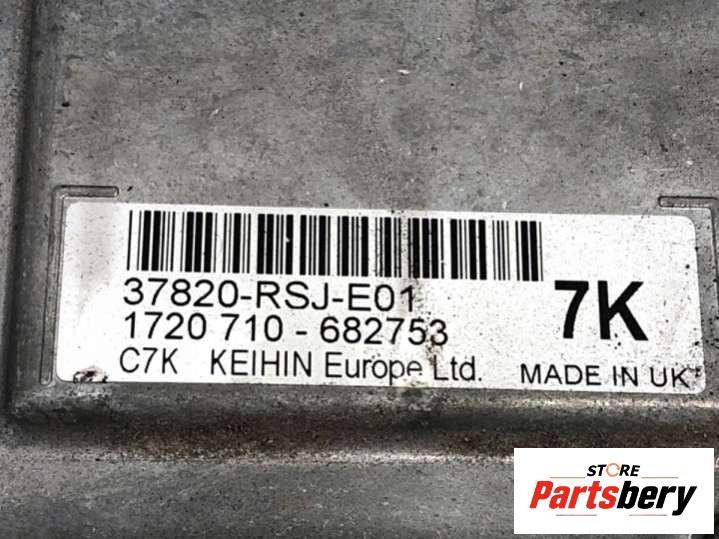 37820-RSJ-E01
7K
1720 710 - 682753
C7K KEIHIN Europe Ltd. MADE IN UK
STORE
Partsbery